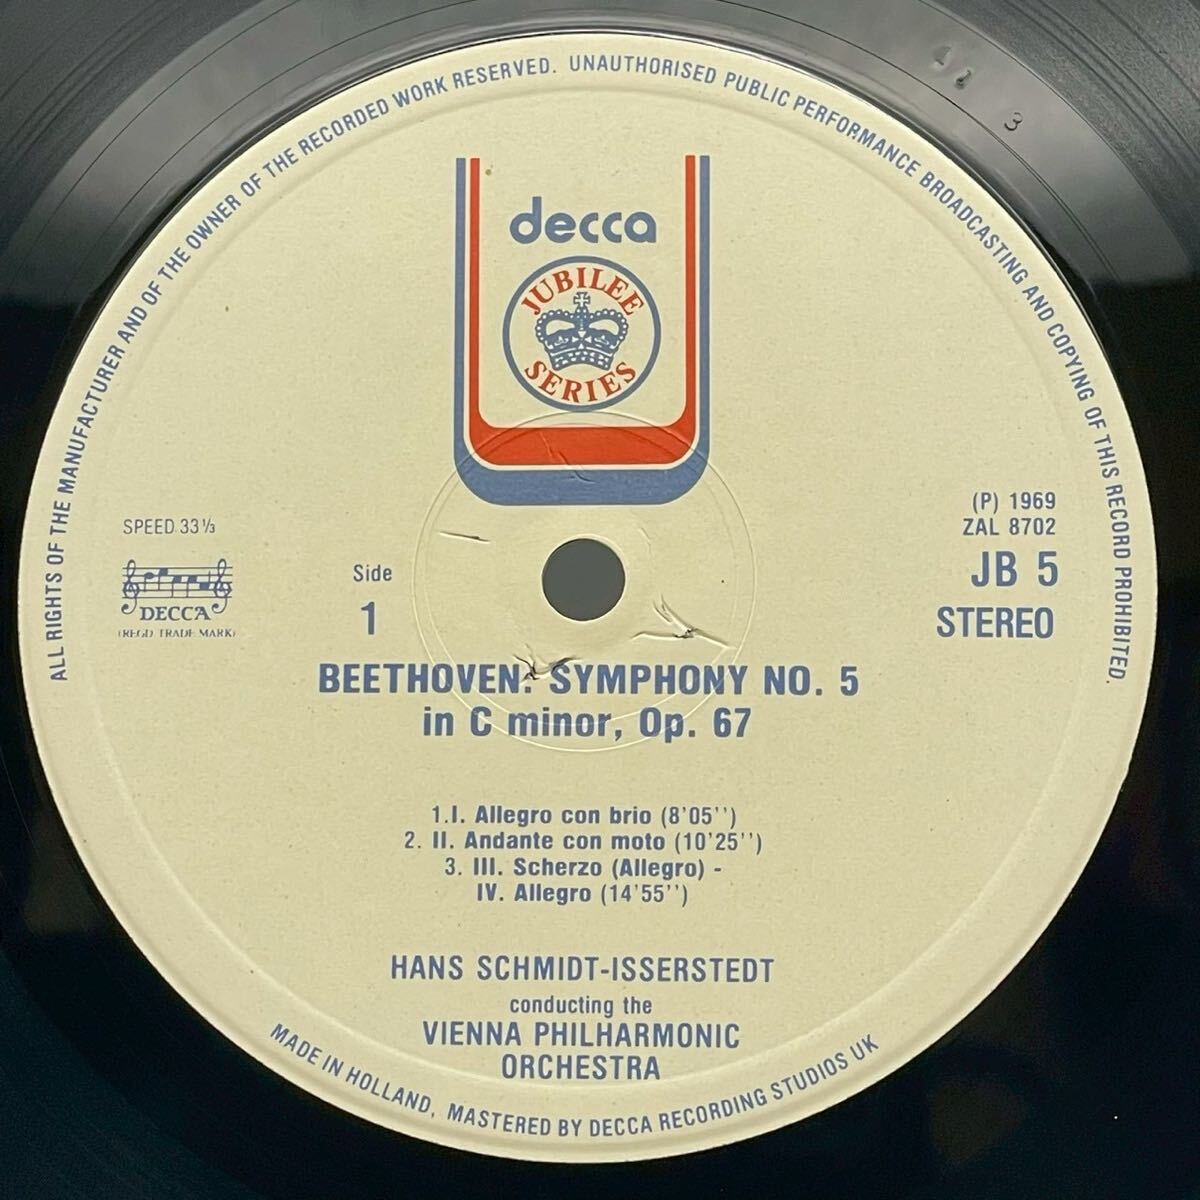 ALL RIGHTS OF THE MANUFACTURER AND OF THE OWNER OF THE RECORDED WORK RESERVED. UNAUTHORISED PUBLIC PERFORMANCE BROADCASTING AND COPYING OF THIS RECORD PROHIBITED.
decca
JUBILEE
SERIES
SPEED 33⅓
DECCA
(REGD. TRADE MARK)
Side
1
(P) 1969
ZAL 8702
JB 5
STEREO
BEETHOVEN: SYMPHONY NO. 5
in C minor, Op. 67
1.I. Allegro con brio (8'05'')
2. II. Andante con moto (10'25'')
3. III. Scherzo (Allegro) -
IV. Allegro (14'55'')
HANS SCHMIDT-ISSERSTEDT
conducting the
VIENNA PHILHARMONIC
ORCHESTRA
MADE IN HOLLAND, MASTERED BY DECCA RECORDING STUDIOS UK